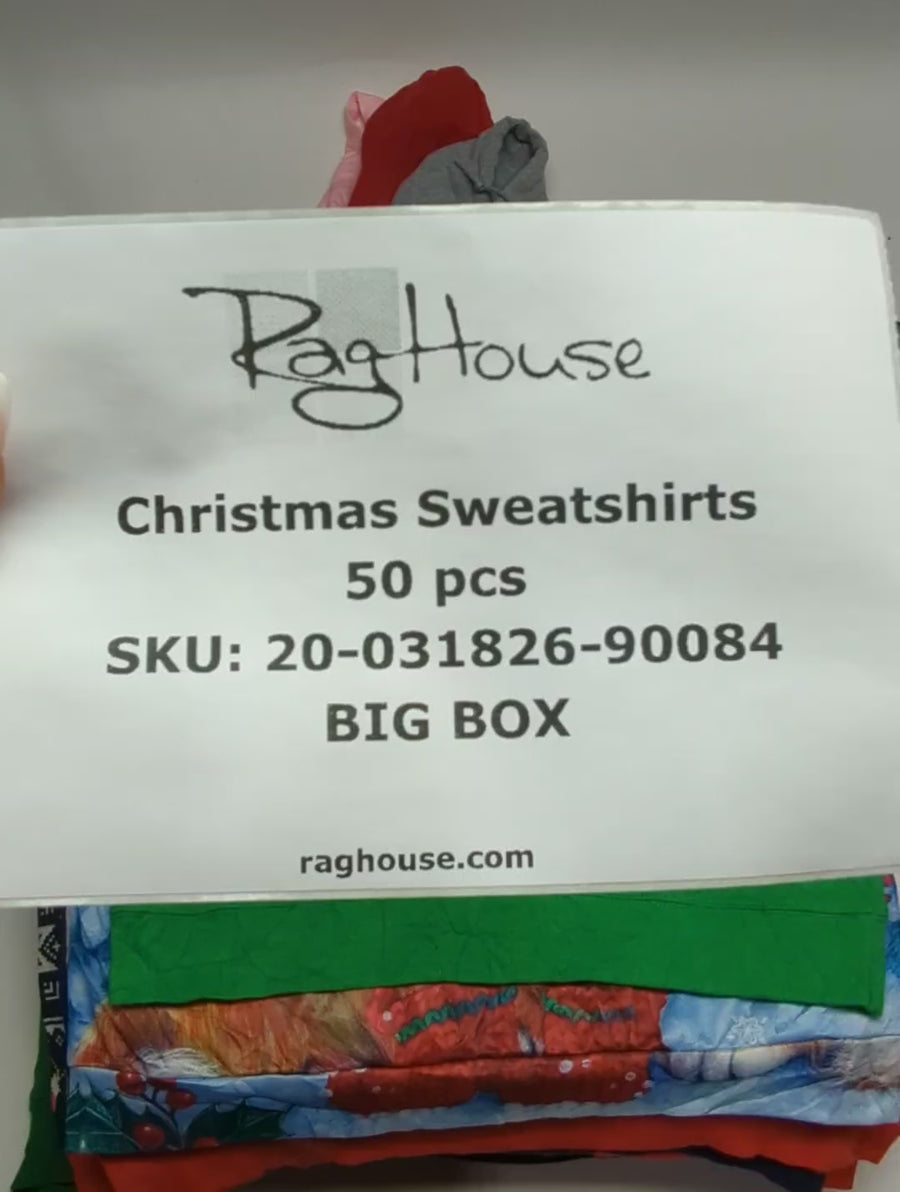 RagHouse
Christmas Sweatshirts
50 pcs
SKU: 20-031826-90084
BIG BOX
raghouse.com